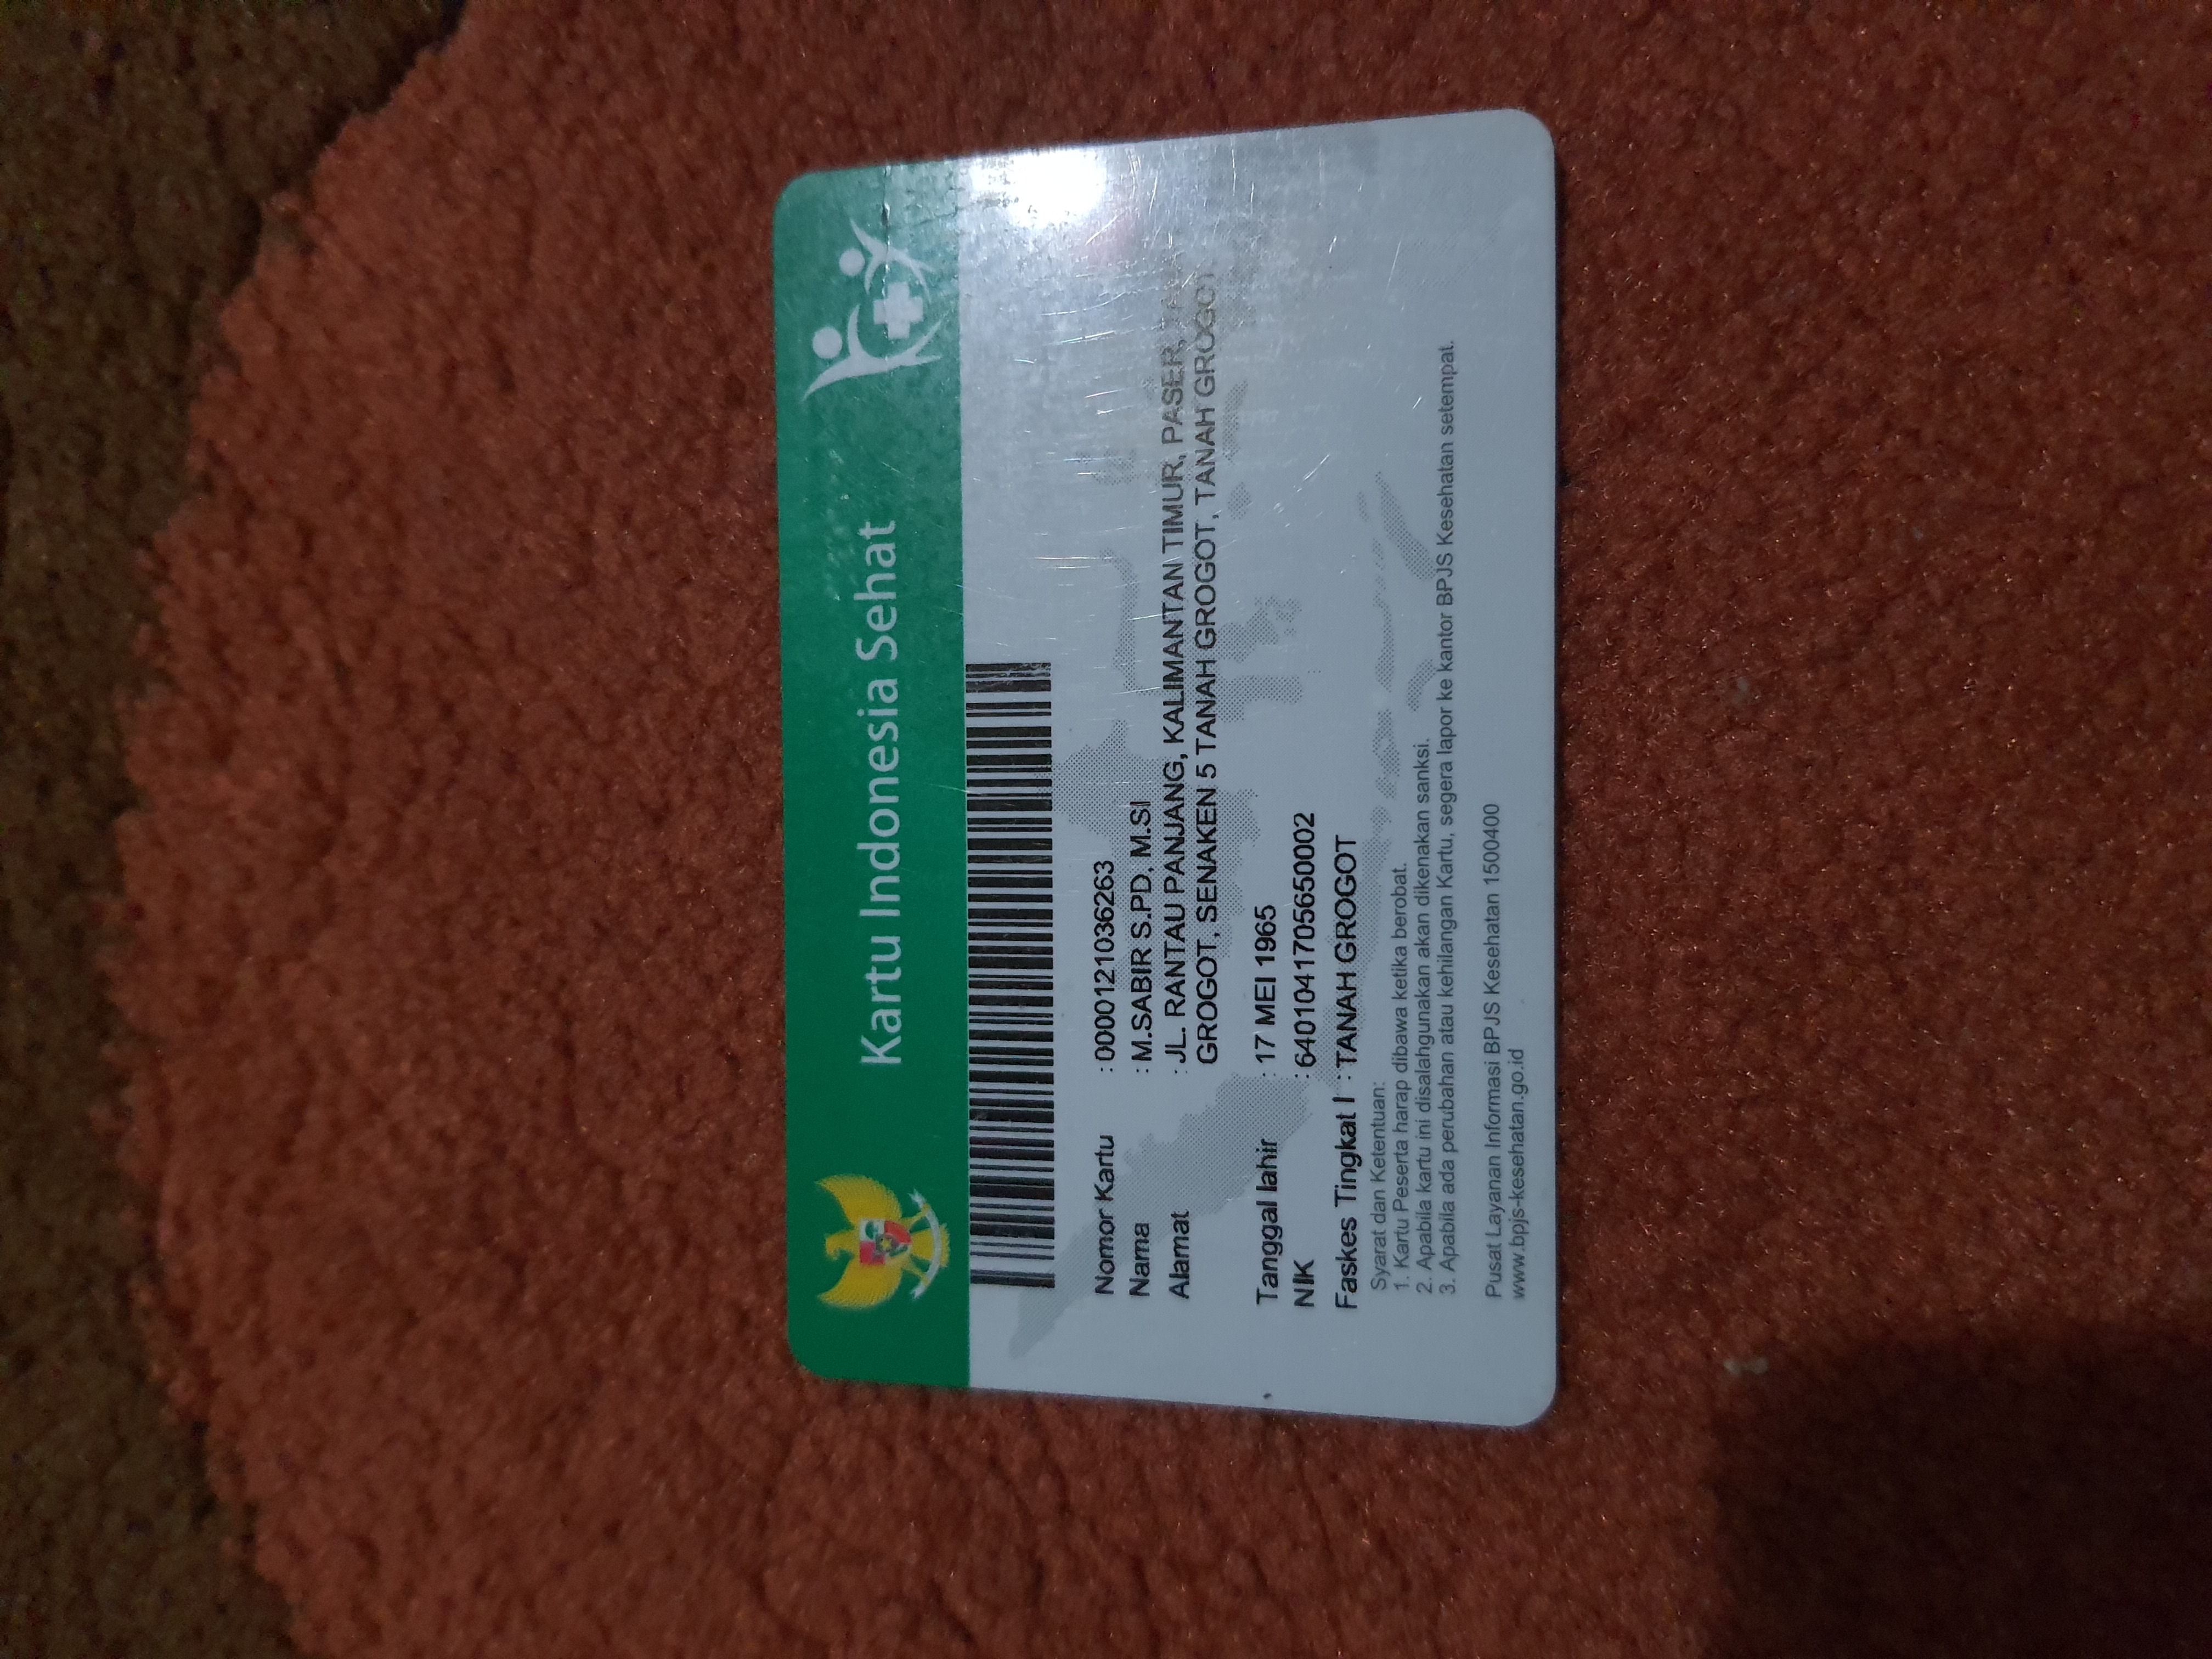 Kartu Indonesia Sehat
Nomor Kartu : 0000121036263
Nama : M.SABIR S.PD, M.SI
Alamat : JL. RANTAU PANJANG, KALIMANTAN TIMUR, PASER, TANAH
GROGOT, SENAKEN 5 TANAH GROGOT, TANAH GROGOT,
Tanggal lahir : 17 MEI 1965
NIK : 6401041705650002
Faskes Tingkat I : TANAH GROGOT
Syarat dan Ketentuan:
1. Kartu Peserta harap dibawa ketika berobat.
2. Apabila kartu ini disalahgunakan akan dikenakan sanksi.
3. Apabila ada perubahan atau kehilangan Kartu, segera lapor ke kantor BPJS Kesehatan setempat.
Pusat Layanan Informasi BPJS Kesehatan 1500400
www.bpjs-kesehatan.go.id